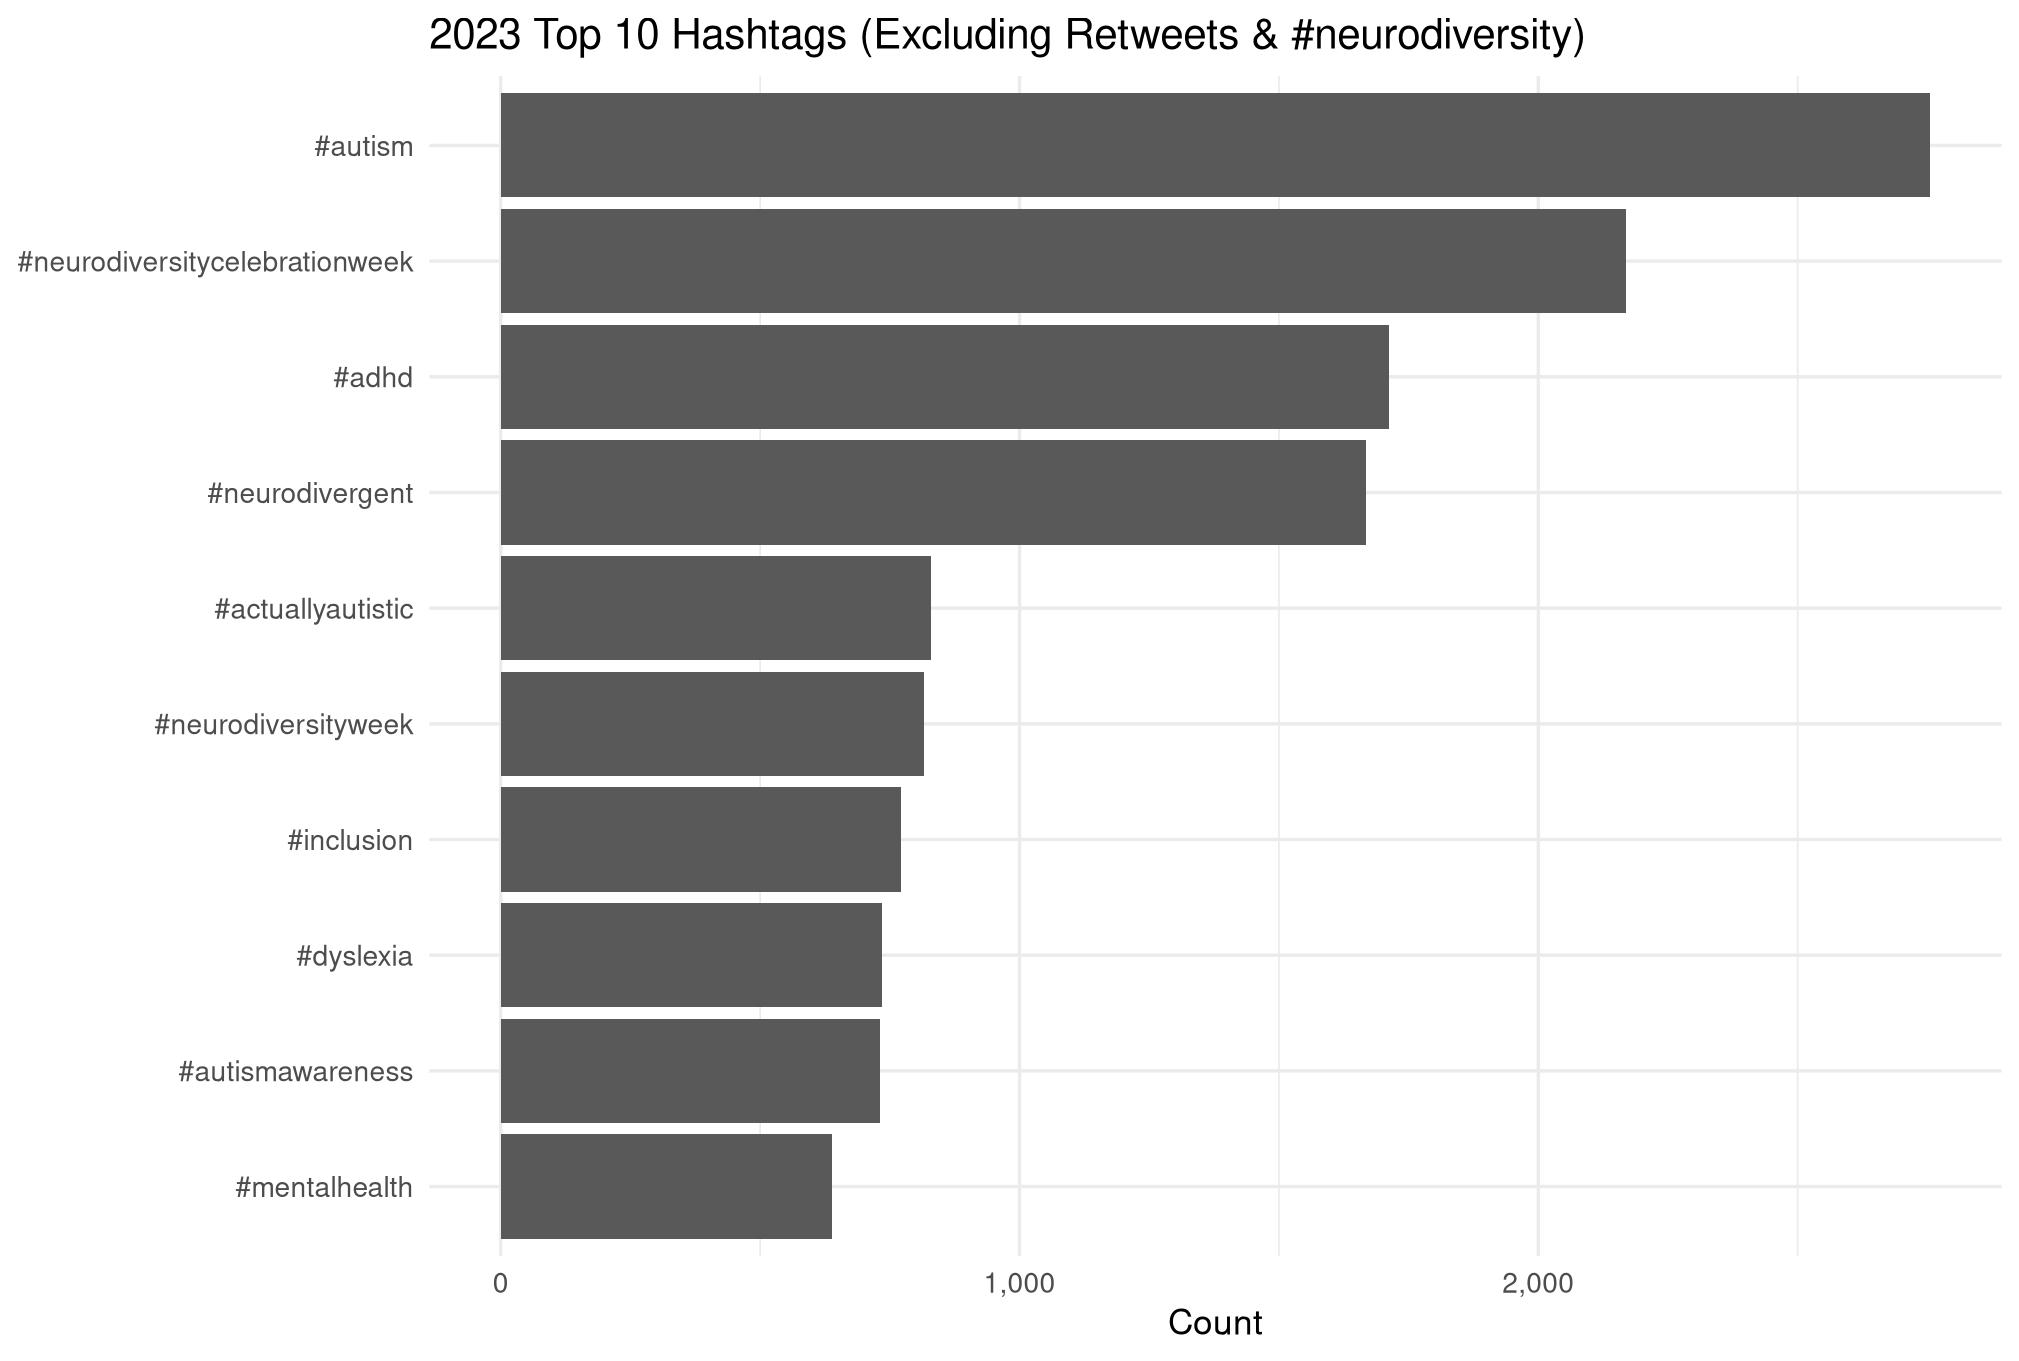 2023 Top 10 Hashtags (Excluding Retweets & #neurodiversity)
#autism
#neurodiversitycelebrationweek
#adhd
#neurodivergent
#actuallyautistic
#neurodiversityweek
#inclusion
#dyslexia
#autismawareness
#mentalhealth
0 1,000 2,000
Count